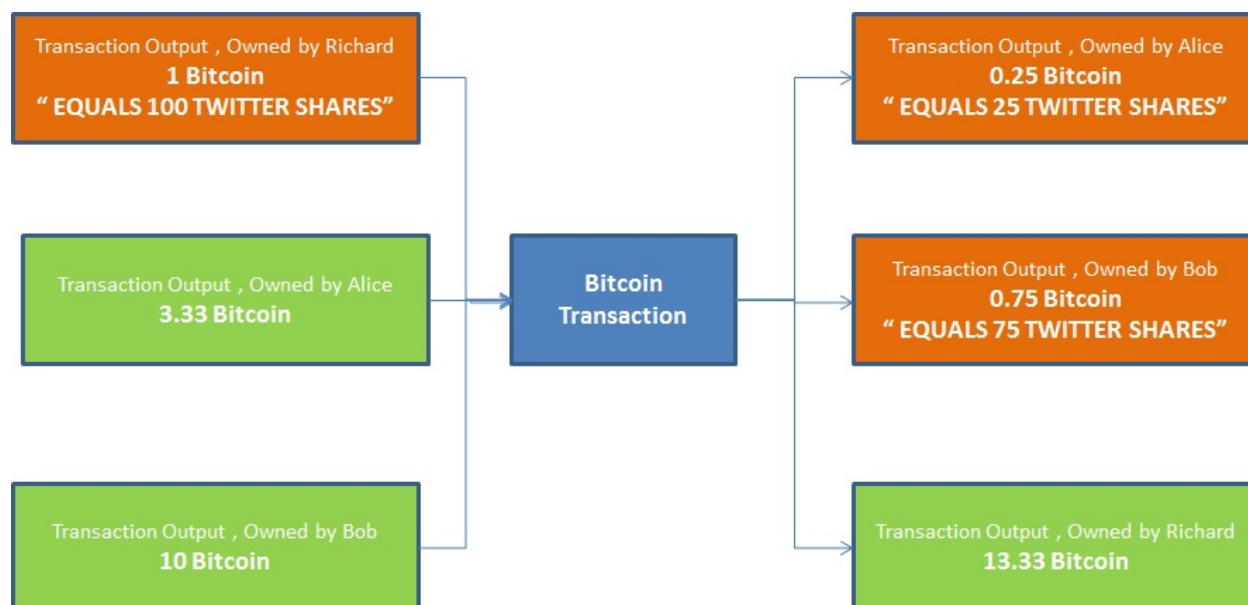 Transaction Output , Owned by Richard
1 Bitcoin
“ EQUALS 100 TWITTER SHARES”
Transaction Output , Owned by Alice
3.33 Bitcoin
Transaction Output , Owned by Bob
10 Bitcoin
Bitcoin
Transaction
Transaction Output , Owned by Alice
0.25 Bitcoin
“ EQUALS 25 TWITTER SHARES”
Transaction Output , Owned by Bob
0.75 Bitcoin
“ EQUALS 75 TWITTER SHARES”
Transaction Output , Owned by Richard
13.33 Bitcoin